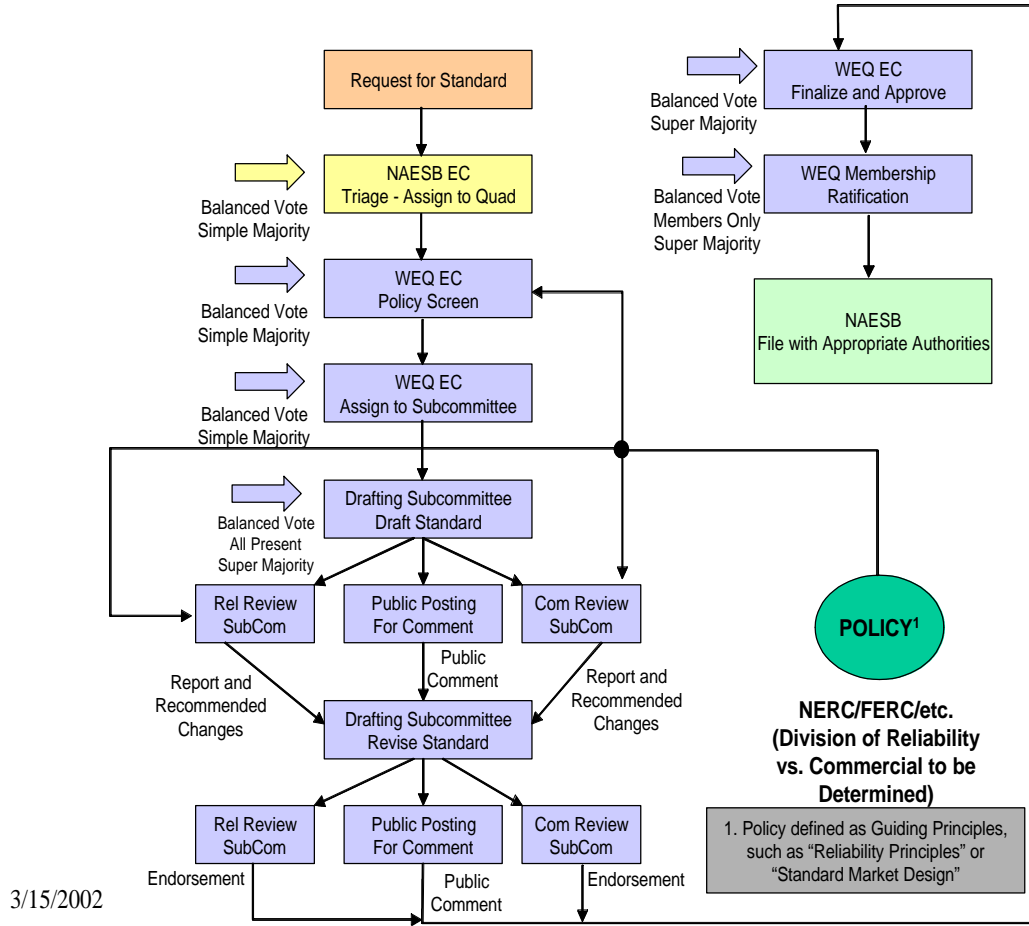 Request for Standard
NAESB EC
Triage - Assign to Quad
Balanced Vote
Simple Majority
WEQ EC
Policy Screen
Balanced Vote
Simple Majority
WEQ EC
Assign to Subcommittee
Balanced Vote
Simple Majority
Drafting Subcommittee
Draft Standard
Balanced Vote
All Present
Super Majority
Rel Review
SubCom
Public Posting
For Comment
Com Review
SubCom
Report and
Recommended
Changes
Public
Comment
Report and
Recommended
Changes
Drafting Subcommittee
Revise Standard
Rel Review
SubCom
Public Posting
For Comment
Com Review
SubCom
Endorsement
Public
Comment
Endorsement
WEQ EC
Finalize and Approve
Balanced Vote
Super Majority
WEQ Membership
Ratification
Balanced Vote
Members Only
Super Majority
NAESB
File with Appropriate Authorities
POLICY1
NERC/FERC/etc.
(Division of Reliability
vs. Commercial to be
Determined)
1. Policy defined as Guiding Principles,
such as “Reliability Principles” or
“Standard Market Design”
3/15/2002